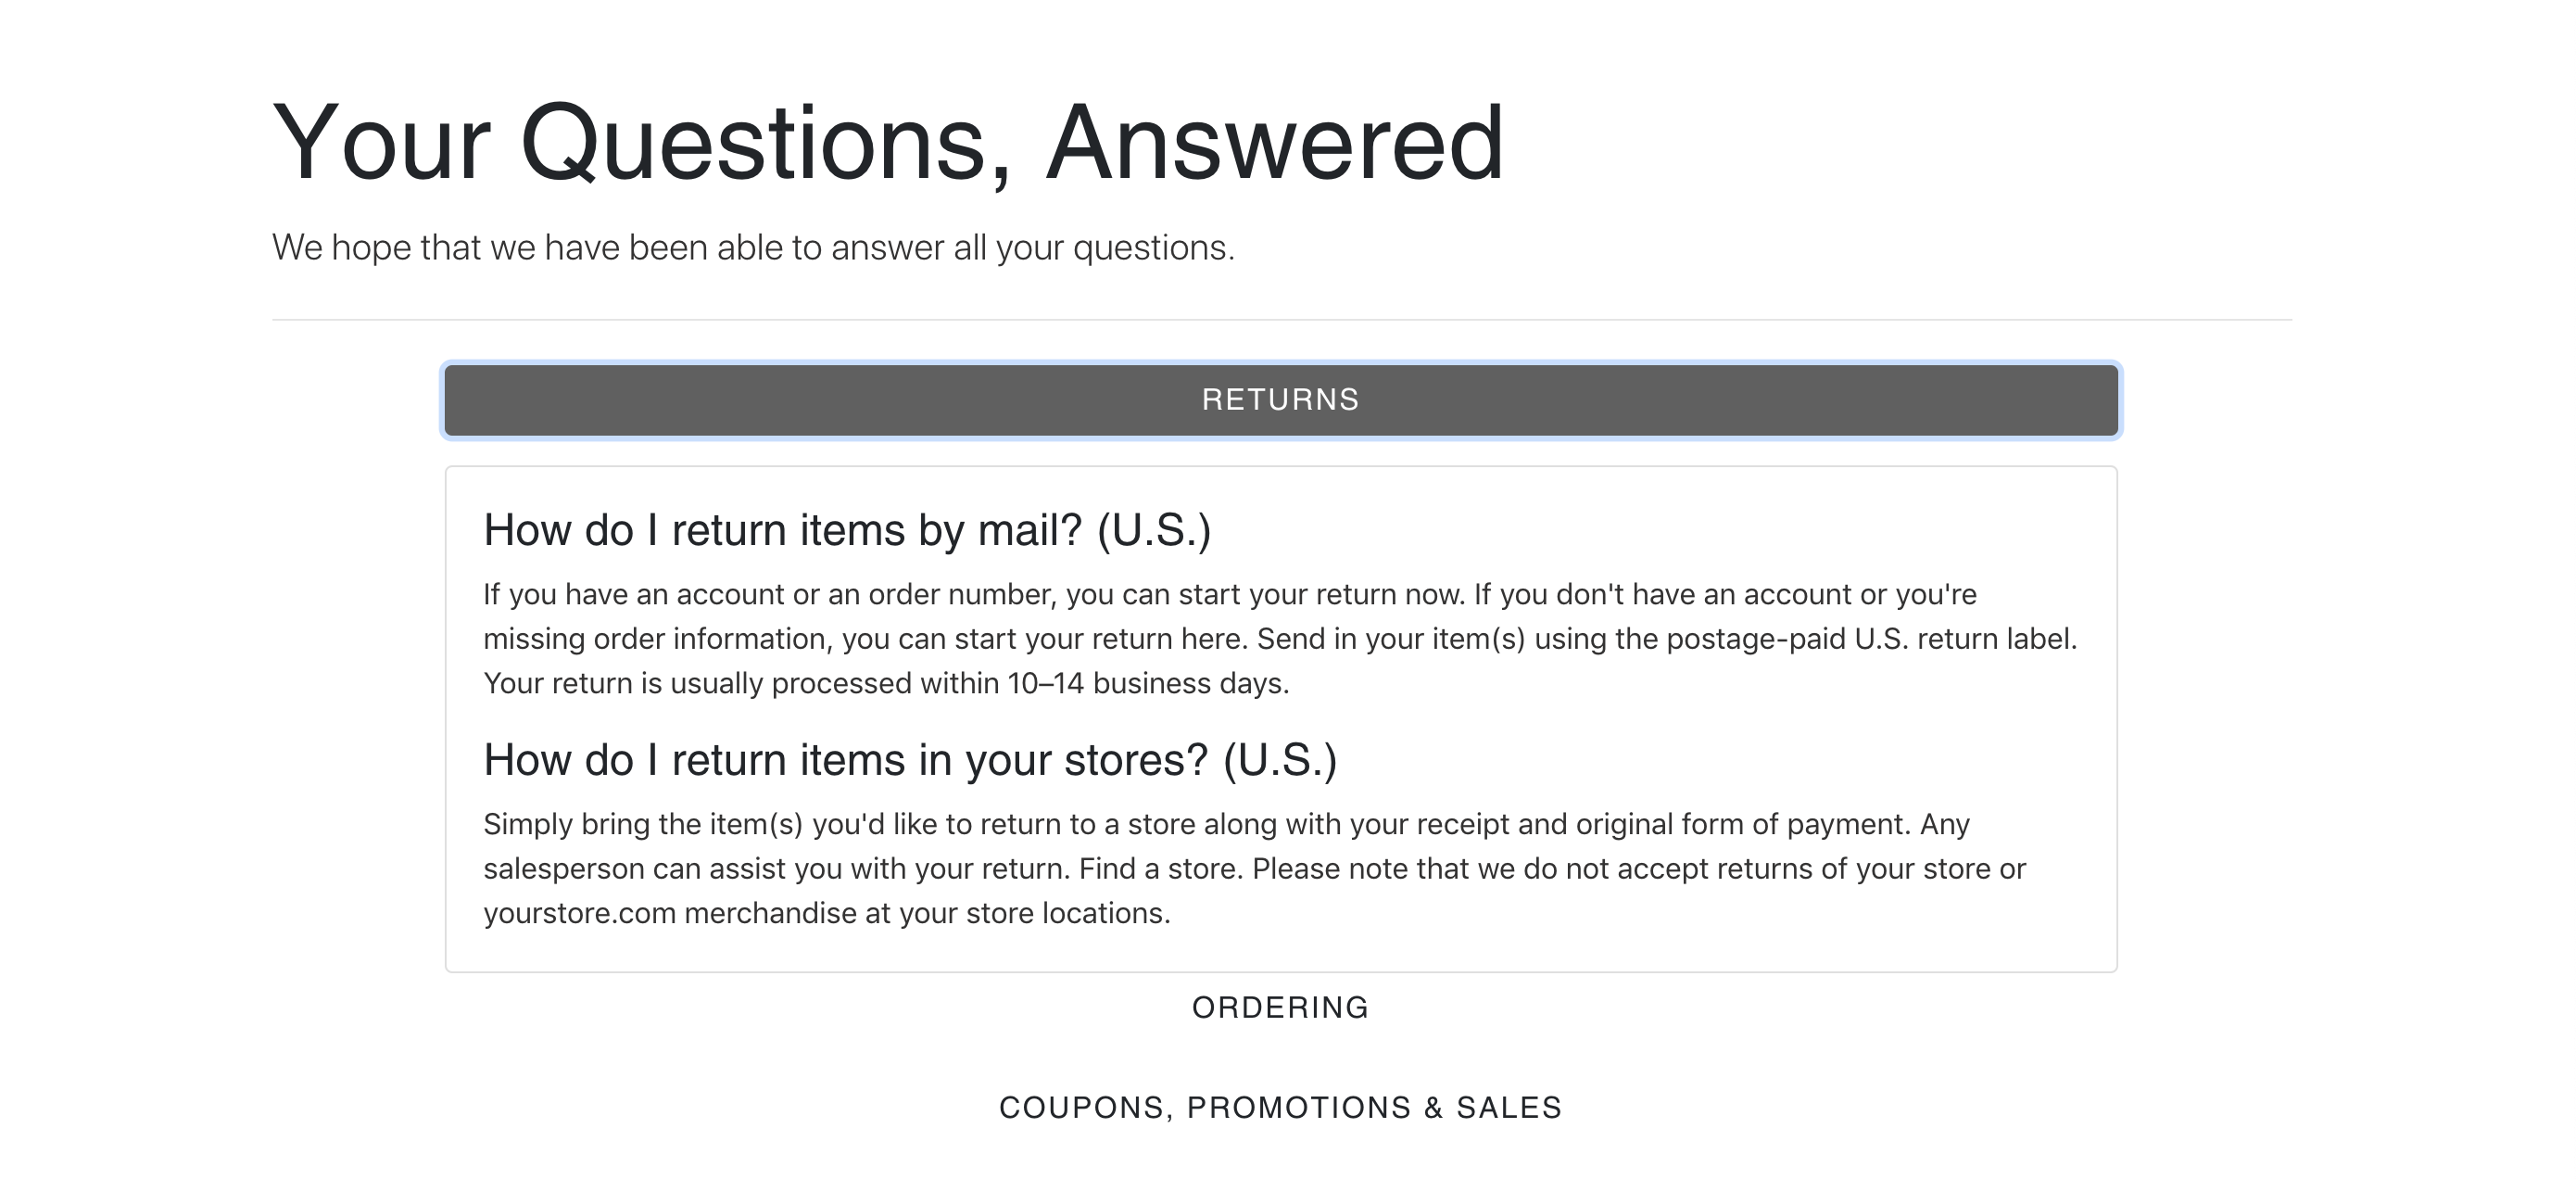 Your Questions, Answered
We hope that we have been able to answer all your questions.
RETURNS
How do I return items by mail? (U.S.)
If you have an account or an order number, you can start your return now. If you don't have an account or you're
missing order information, you can start your return here. Send in your item(s) using the postage-paid U.S. return label.
Your return is usually processed within 10–14 business days.
How do I return items in your stores? (U.S.)
Simply bring the item(s) you'd like to return to a store along with your receipt and original form of payment. Any
salesperson can assist you with your return. Find a store. Please note that we do not accept returns of your store or
yourstore.com merchandise at your store locations.
ORDERING
COUPONS, PROMOTIONS & SALES